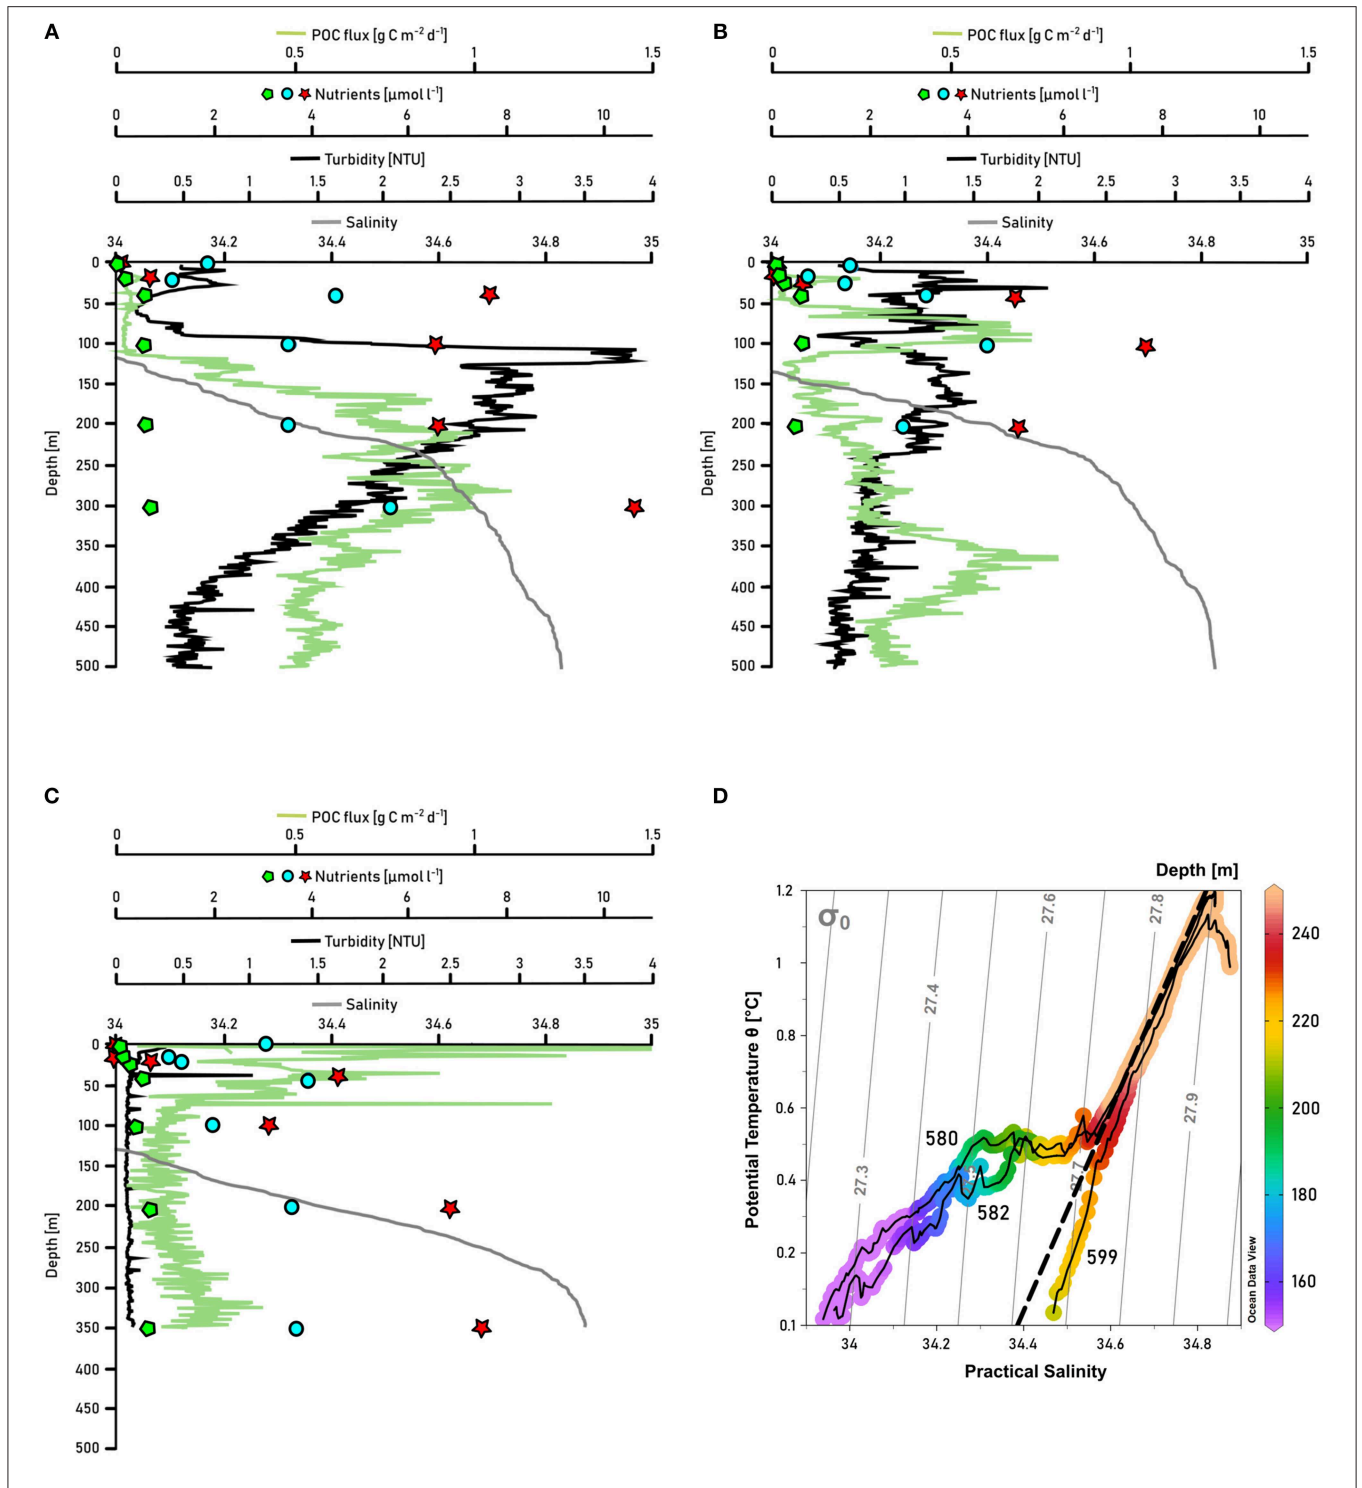 A
POC flux [g C m⁻² d⁻¹]
0 0.5 1 1.5
Nutrients [μmol l⁻¹]
0 2 4 6 8 10
Turbidity [NTU]
0 0.5 1 1.5 2 2.5 3 3.5 4
Salinity
34 34.2 34.4 34.6 34.8 35
0
50
100
150
200
250
300
350
400
450
500
Depth [m]
B
POC flux [g C m⁻² d⁻¹]
0 0.5 1 1.5
Nutrients [μmol l⁻¹]
0 2 4 6 8 10
Turbidity [NTU]
0 0.5 1 1.5 2 2.5 3 3.5 4
Salinity
34 34.2 34.4 34.6 34.8 35
0
50
100
150
200
250
300
350
400
450
500
Depth [m]
C
POC flux [g C m⁻² d⁻¹]
0 0.5 1 1.5
Nutrients [μmol l⁻¹]
0 2 4 6 8 10
Turbidity [NTU]
0 0.5 1 1.5 2 2.5 3 3.5 4
Salinity
34 34.2 34.4 34.6 34.8 35
0
50
100
150
200
250
300
350
400
450
500
Depth [m]
D
Depth [m]
σ₀
1.2
1
0.8
0.6
0.4
0.2
0.1
Potential Temperature θ [°C]
27.3
27.4
27.6
27.7
27.8
27.9
580
582
599
34 34.2 34.4 34.6 34.8
Practical Salinity
Ocean Data View
240
220
200
180
160